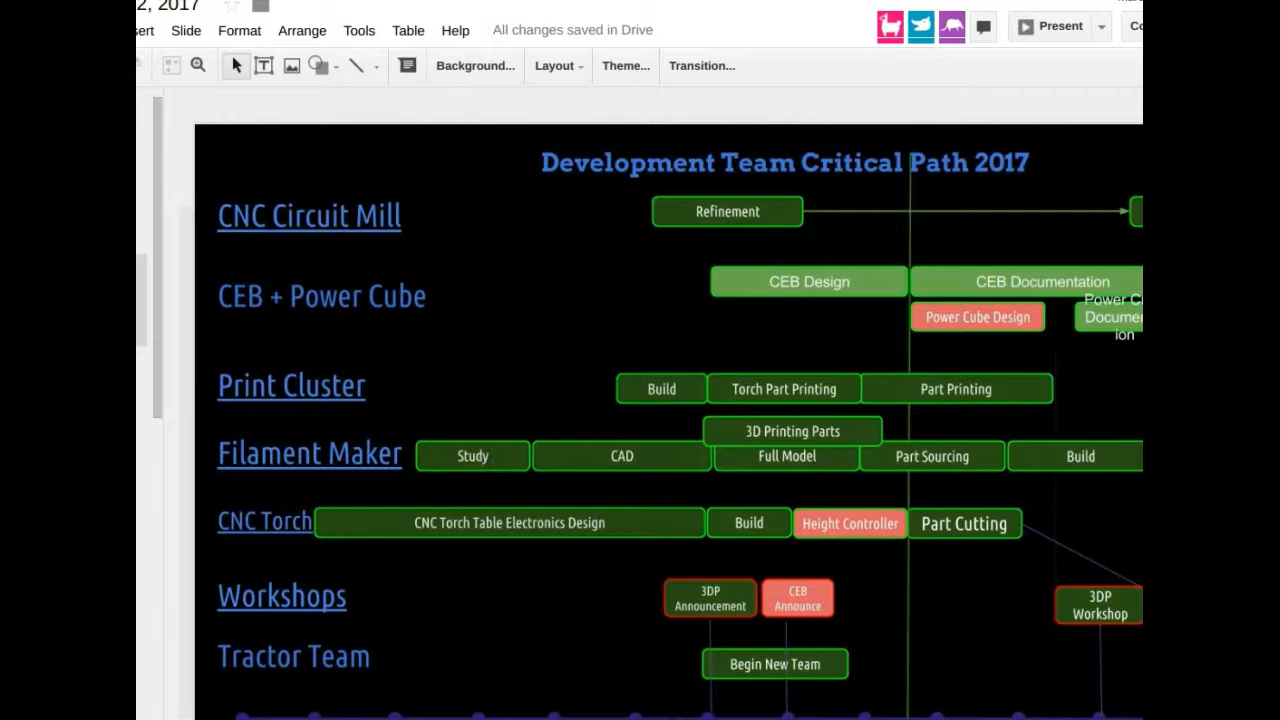 2, 2017
sert Slide Format Arrange Tools Table Help All changes saved in Drive
Present
Background... Layout Theme... Transition...
Development Team Critical Path 2017
CNC Circuit Mill
Refinement
CEB + Power Cube
CEB Design
CEB Documentation
Power Cube Design
Power C
Documen
ion
Print Cluster
Build
Torch Part Printing
Part Printing
3D Printing Parts
Filament Maker
Study
CAD
Full Model
Part Sourcing
Build
CNC Torch
CNC Torch Table Electronics Design
Build
Height Controller
Part Cutting
Workshops
3DP
Announcement
CEB
Announce
3DP
Workshop
Tractor Team
Begin New Team